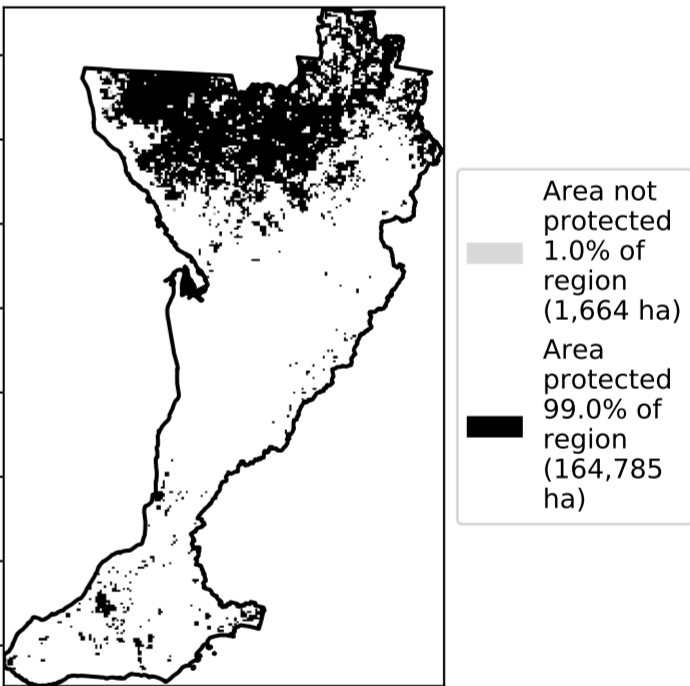 Area not
protected
1.0% of
region
(1,664 ha)
Area
protected
99.0% of
region
(164,785
ha)